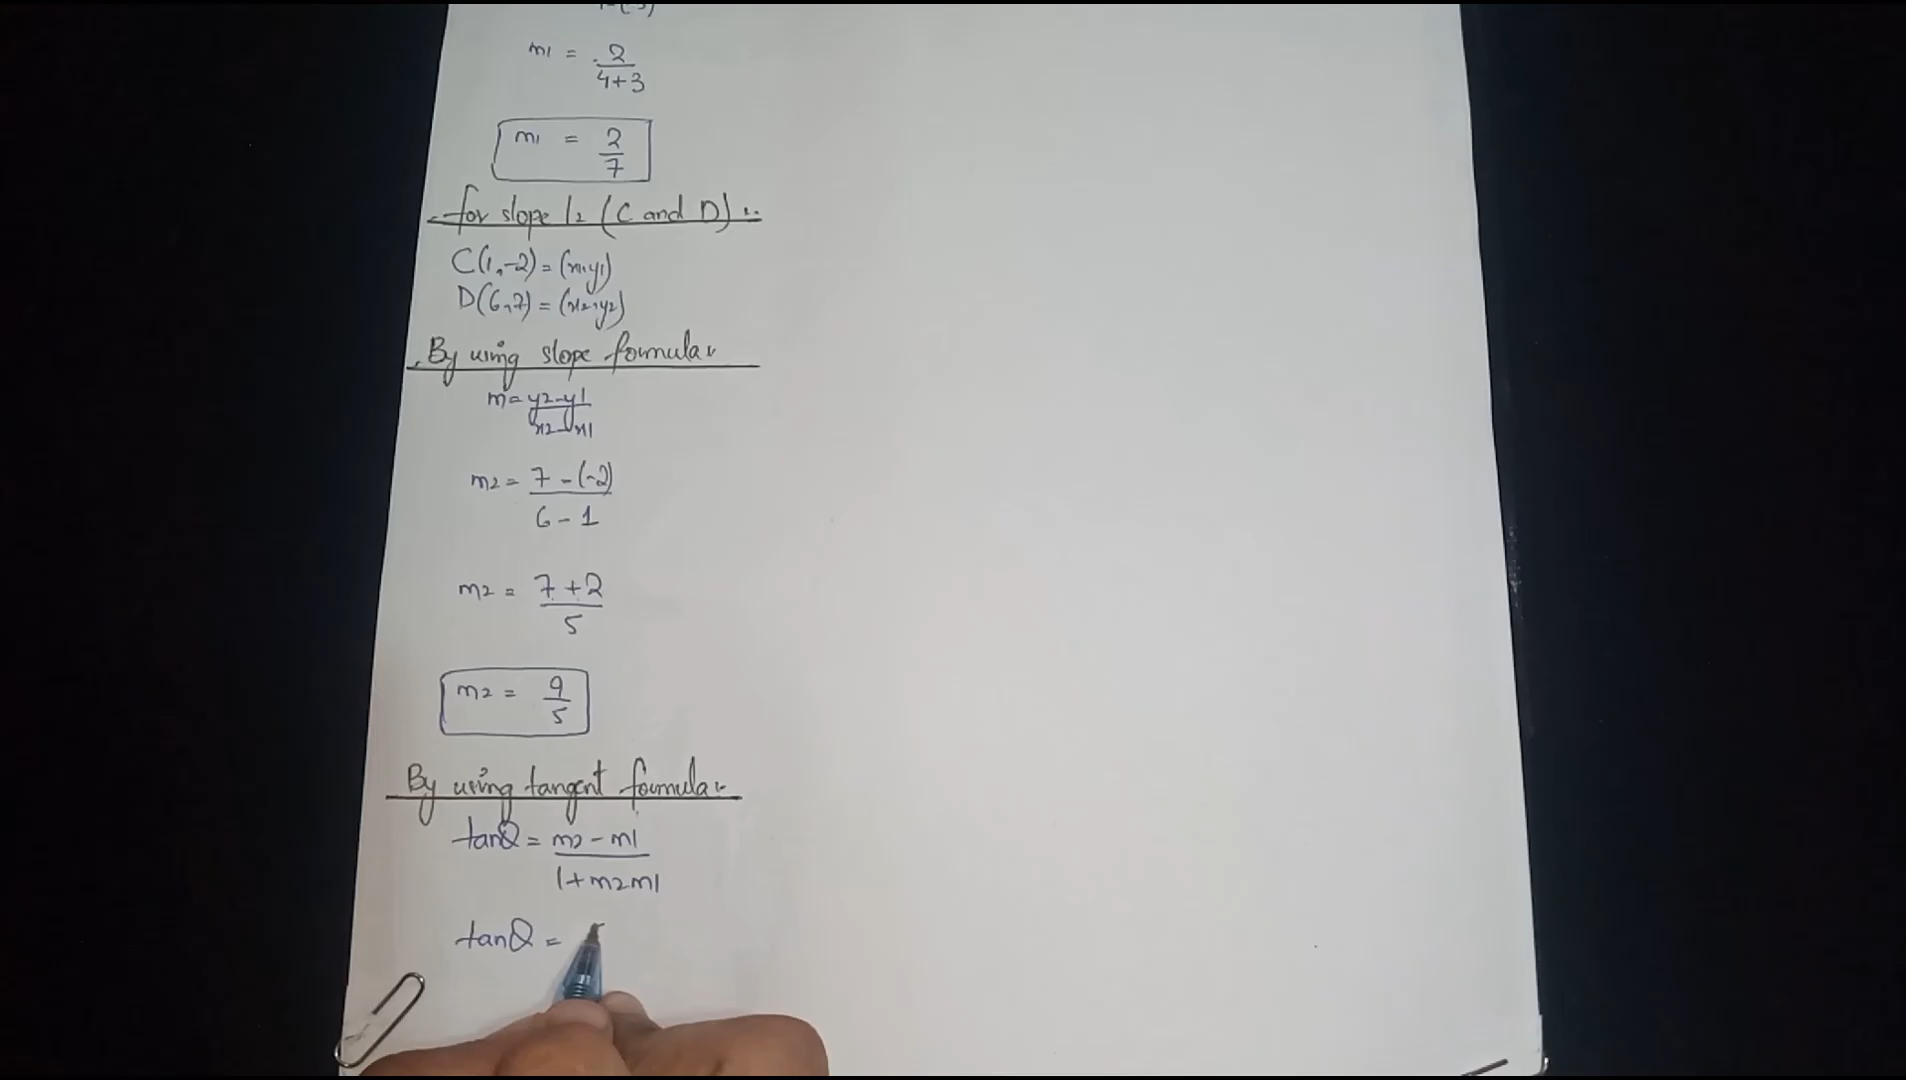 m1 = 2/4+3
m1 = 2/7
for slope l2 (C and D):-
C(1,-2) = (x1,y1)
D(6,7) = (x2,y2)
By using slope formula:-
m = y2-y1/x2-x1
m2 = 7-(-2)/6-1
m2 = 7+2/5
m2 = 9/5
By using tangent formula:-
tanθ = m2-m1/1+m2m1
tanθ =